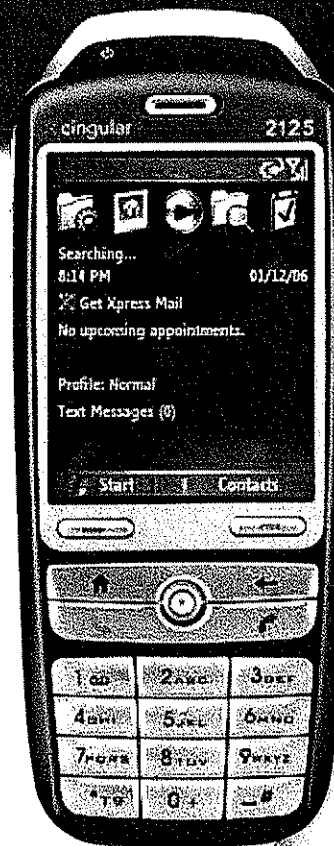 cingular 2125
Searching...
8:14 PM 01/12/06
Get Xpress Mail
No upcoming appointments.
Profile: Normal
Text Messages (0)
Start Contacts
1 2ABC 3DEF
4GHI 5JKL 6MNO
7PQRS 8TUV 9WXYZ
* 0+ #